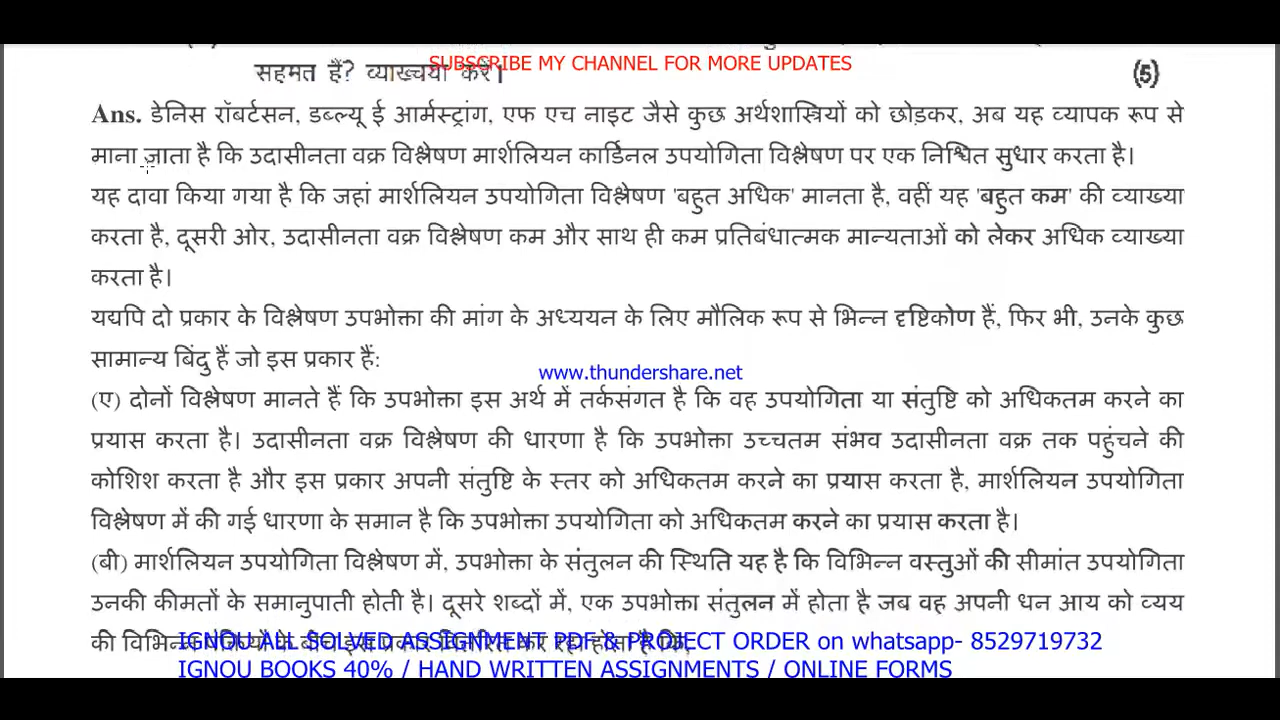 SUBSCRIBE MY CHANNEL FOR MORE UPDATES
सहमत हैं? व्याख्चया करें। (5)
Ans. डेनिस रॉबर्टसन, डब्ल्यू ई आर्मस्ट्रांग, एफ एच नाइट जैसे कुछ अर्थशास्त्रियों को छोड़कर, अब यह व्यापक रूप से
माना जाता है कि उदासीनता वक्र विश्लेषण मार्शलियन कार्डिनल उपयोगिता विश्लेषण पर एक निश्चित सुधार करता है।
यह दावा किया गया है कि जहां मार्शलियन उपयोगिता विश्लेषण 'बहुत अधिक' मानता है, वहीं यह 'बहुत कम' की व्याख्या
करता है, दूसरी ओर, उदासीनता वक्र विश्लेषण कम और साथ ही कम प्रतिबंधात्मक मान्यताओं को लेकर अधिक व्याख्या
करता है।
यद्यपि दो प्रकार के विश्लेषण उपभोक्ता की मांग के अध्ययन के लिए मौलिक रूप से भिन्न दृष्टिकोण हैं, फिर भी, उनके कुछ
सामान्य बिंदु हैं जो इस प्रकार हैं:
www.thundershare.net
(ए) दोनों विश्लेषण मानते हैं कि उपभोक्ता इस अर्थ में तर्कसंगत है कि वह उपयोगिता या संतुष्टि को अधिकतम करने का
प्रयास करता है। उदासीनता वक्र विश्लेषण की धारणा है कि उपभोक्ता उच्चतम संभव उदासीनता वक्र तक पहुंचने की
कोशिश करता है और इस प्रकार अपनी संतुष्टि के स्तर को अधिकतम करने का प्रयास करता है, मार्शलियन उपयोगिता
विश्लेषण में की गई धारणा के समान है कि उपभोक्ता उपयोगिता को अधिकतम करने का प्रयास करता है।
(बी) मार्शलियन उपयोगिता विश्लेषण में, उपभोक्ता के संतुलन की स्थिति यह है कि विभिन्न वस्तुओं की सीमांत उपयोगिता
उनकी कीमतों के समानुपाती होती है। दूसरे शब्दों में, एक उपभोक्ता संतुलन में होता है जब वह अपनी धन आय को व्यय
की
IGNOU ALL SOLVED ASSIGNMENT PDF & PROJECT ORDER on whatsapp- 8529719732
IGNOU BOOKS 40% / HAND WRITTEN ASSIGNMENTS / ONLINE FORMS